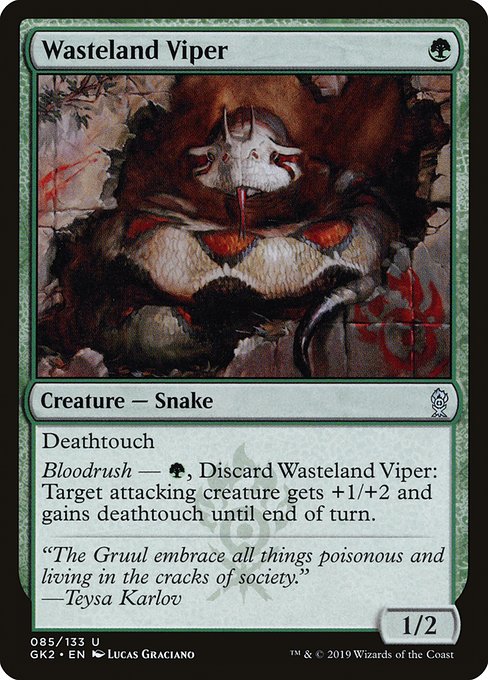 Wasteland Viper
Creature — Snake
Deathtouch
Bloodrush — , Discard Wasteland Viper:
Target attacking creature gets +1/+2 and
gains deathtouch until end of turn.
“The Gruul embrace all things poisonous and
living in the cracks of society.”
—Teysa Karlov
1/2
085/133 U
GK2 • EN Lucas Graciano
™ & © 2019 Wizards of the Coast